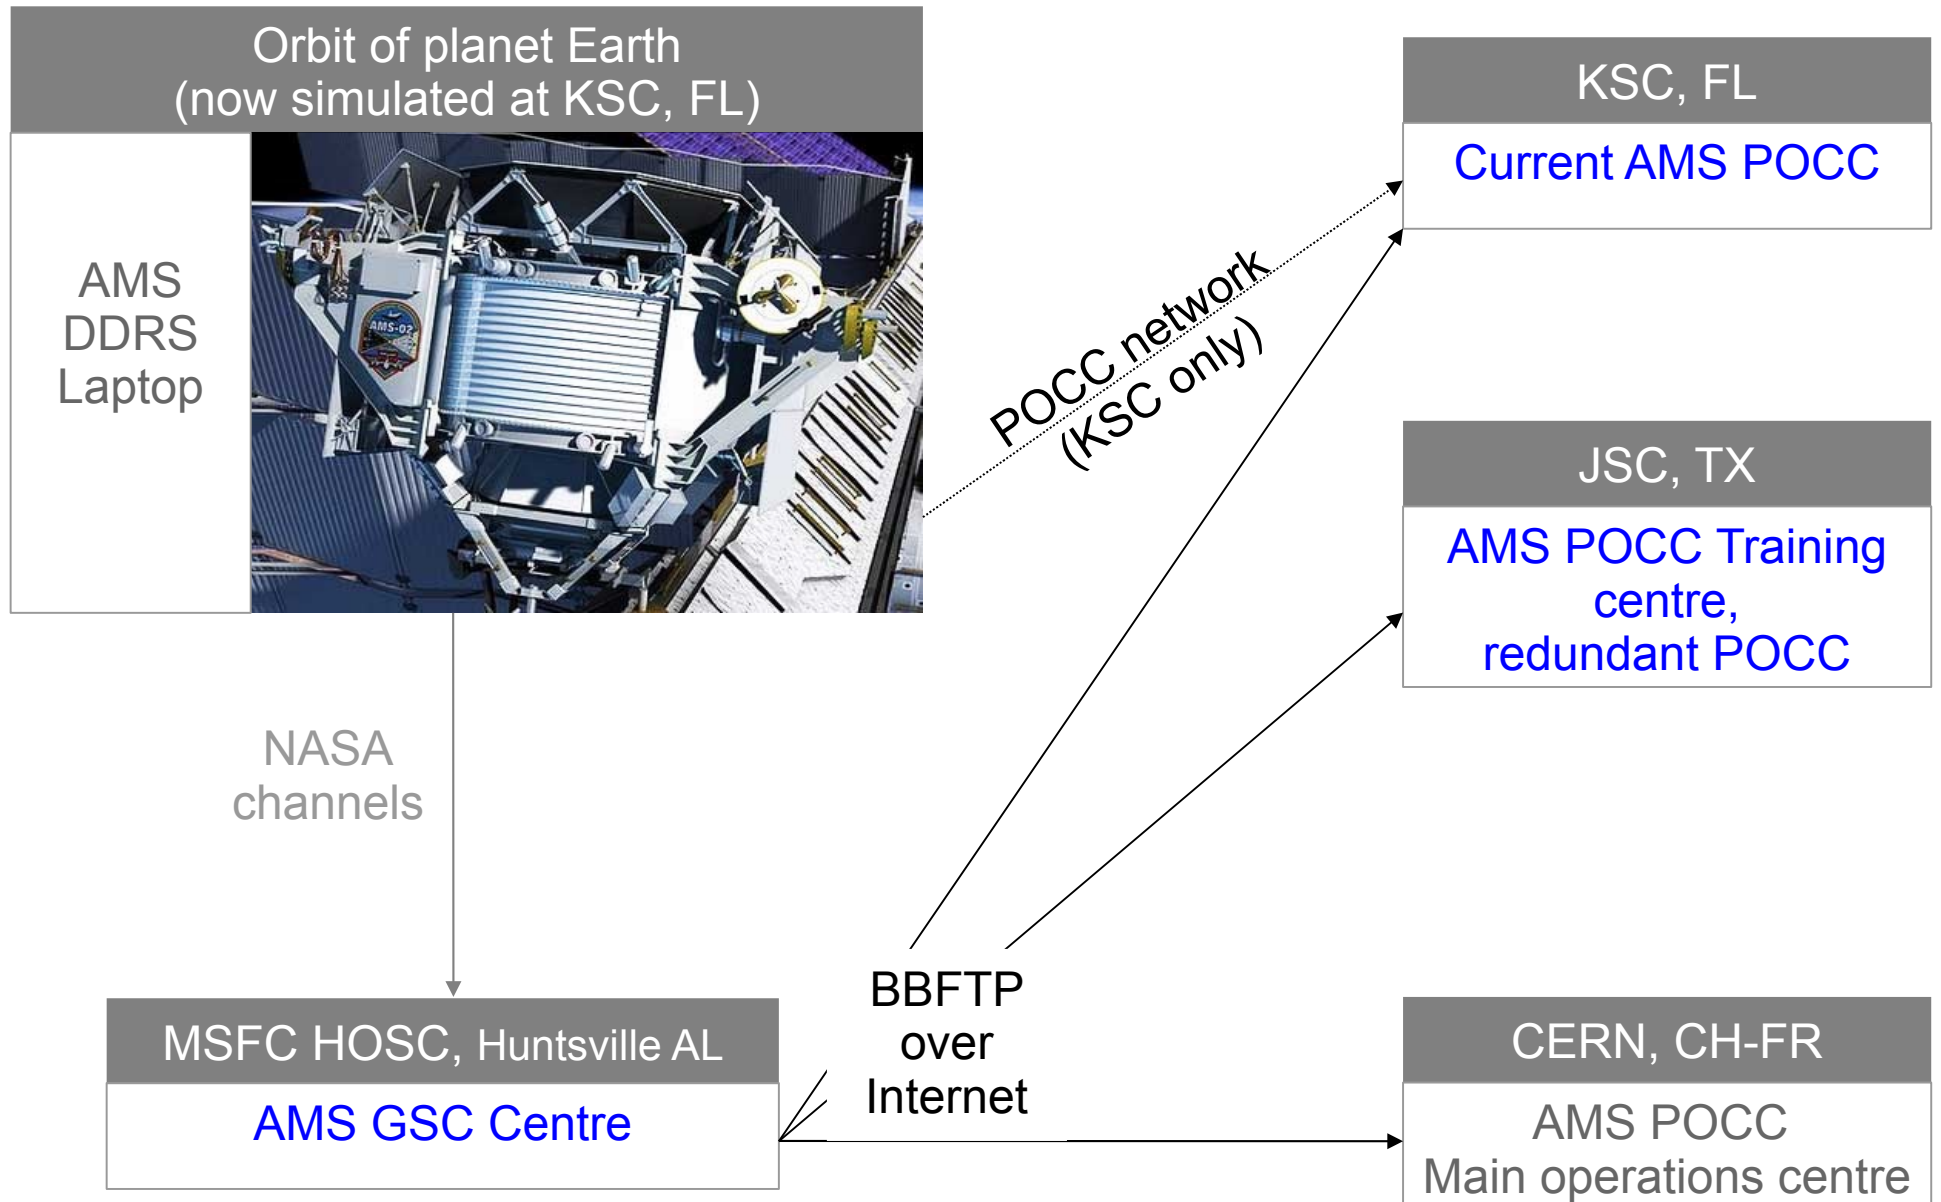 Orbit of planet Earth
(now simulated at KSC, FL)
AMS
DDRS
Laptop
AMS-02
POCC network
(KSC only)
KSC, FL
Current AMS POCC
JSC, TX
AMS POCC Training
centre,
redundant POCC
NASA
channels
BBFTP
over
Internet
MSFC HOSC, Huntsville AL
AMS GSC Centre
CERN, CH-FR
AMS POCC
Main operations centre